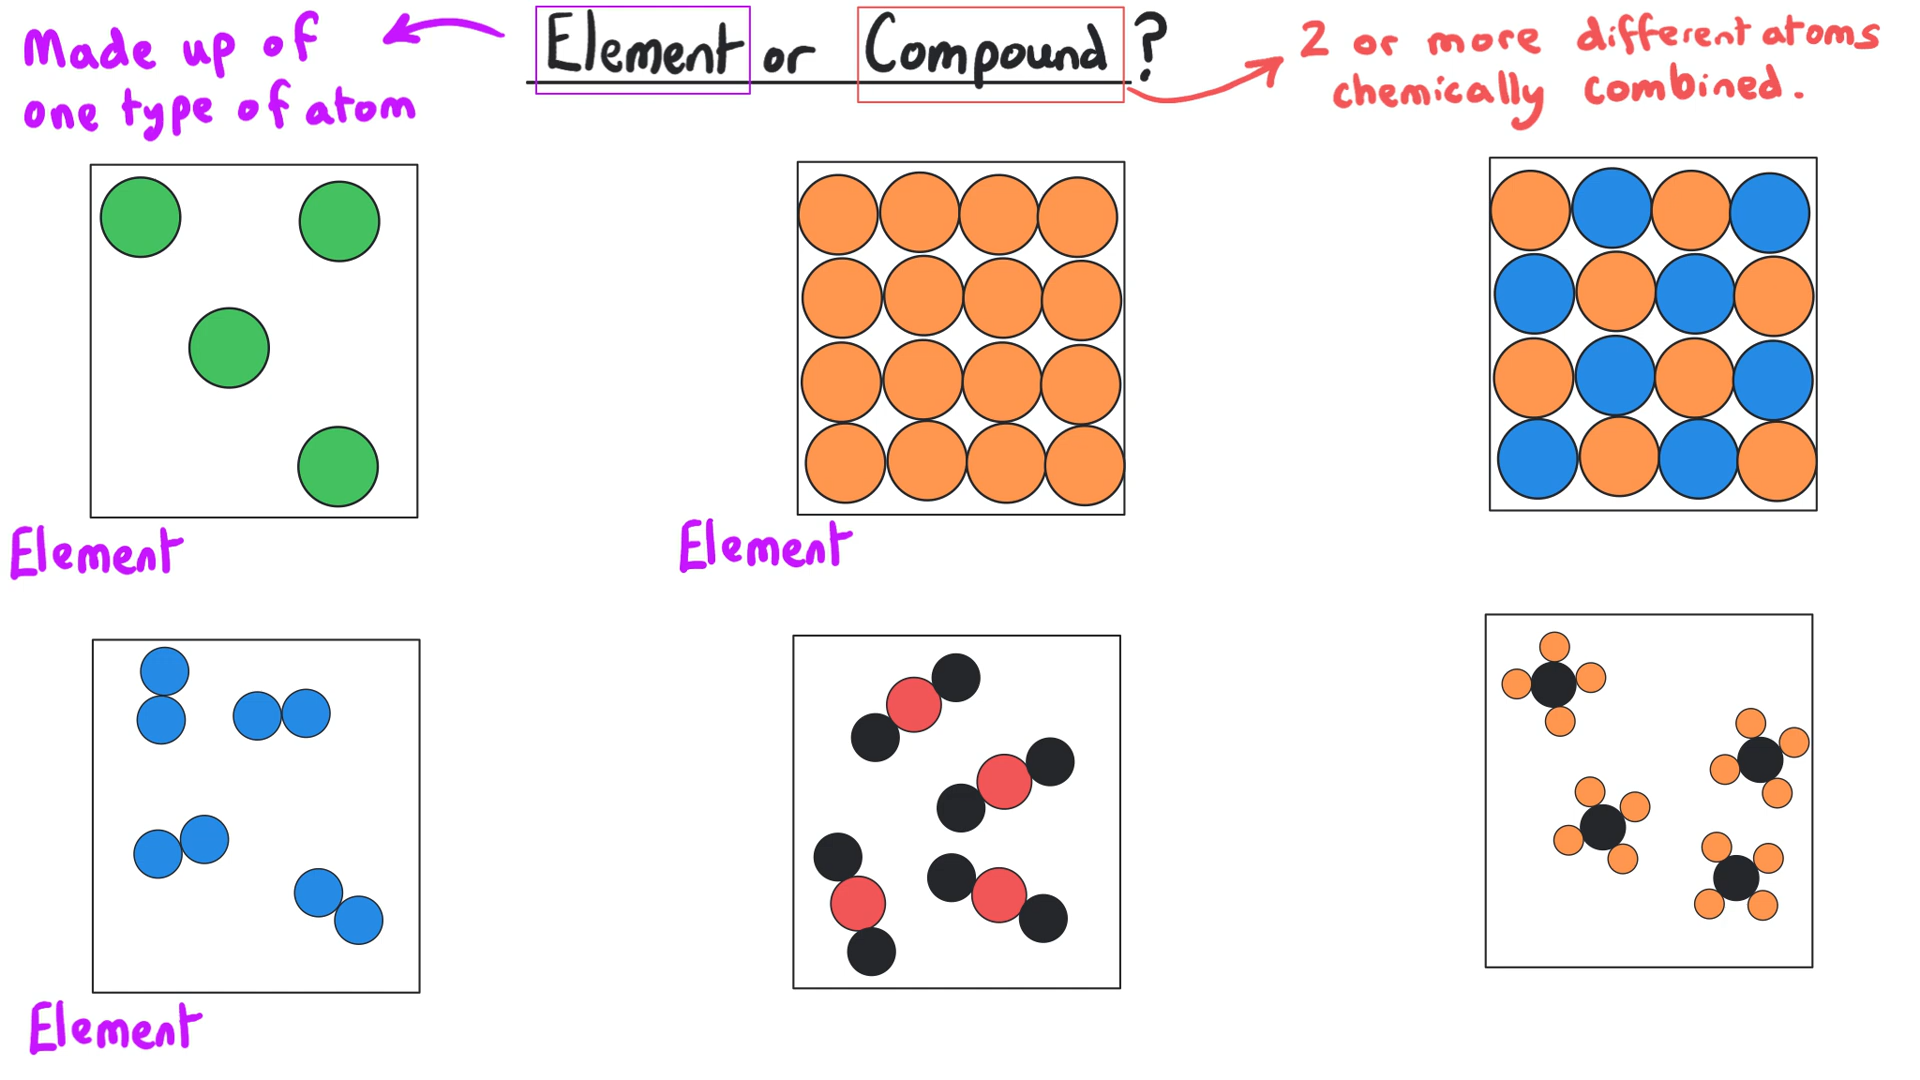 Element or Compound?
Made up of
one type of atom
2 or more different atoms
chemically combined.
Element
Element
Element